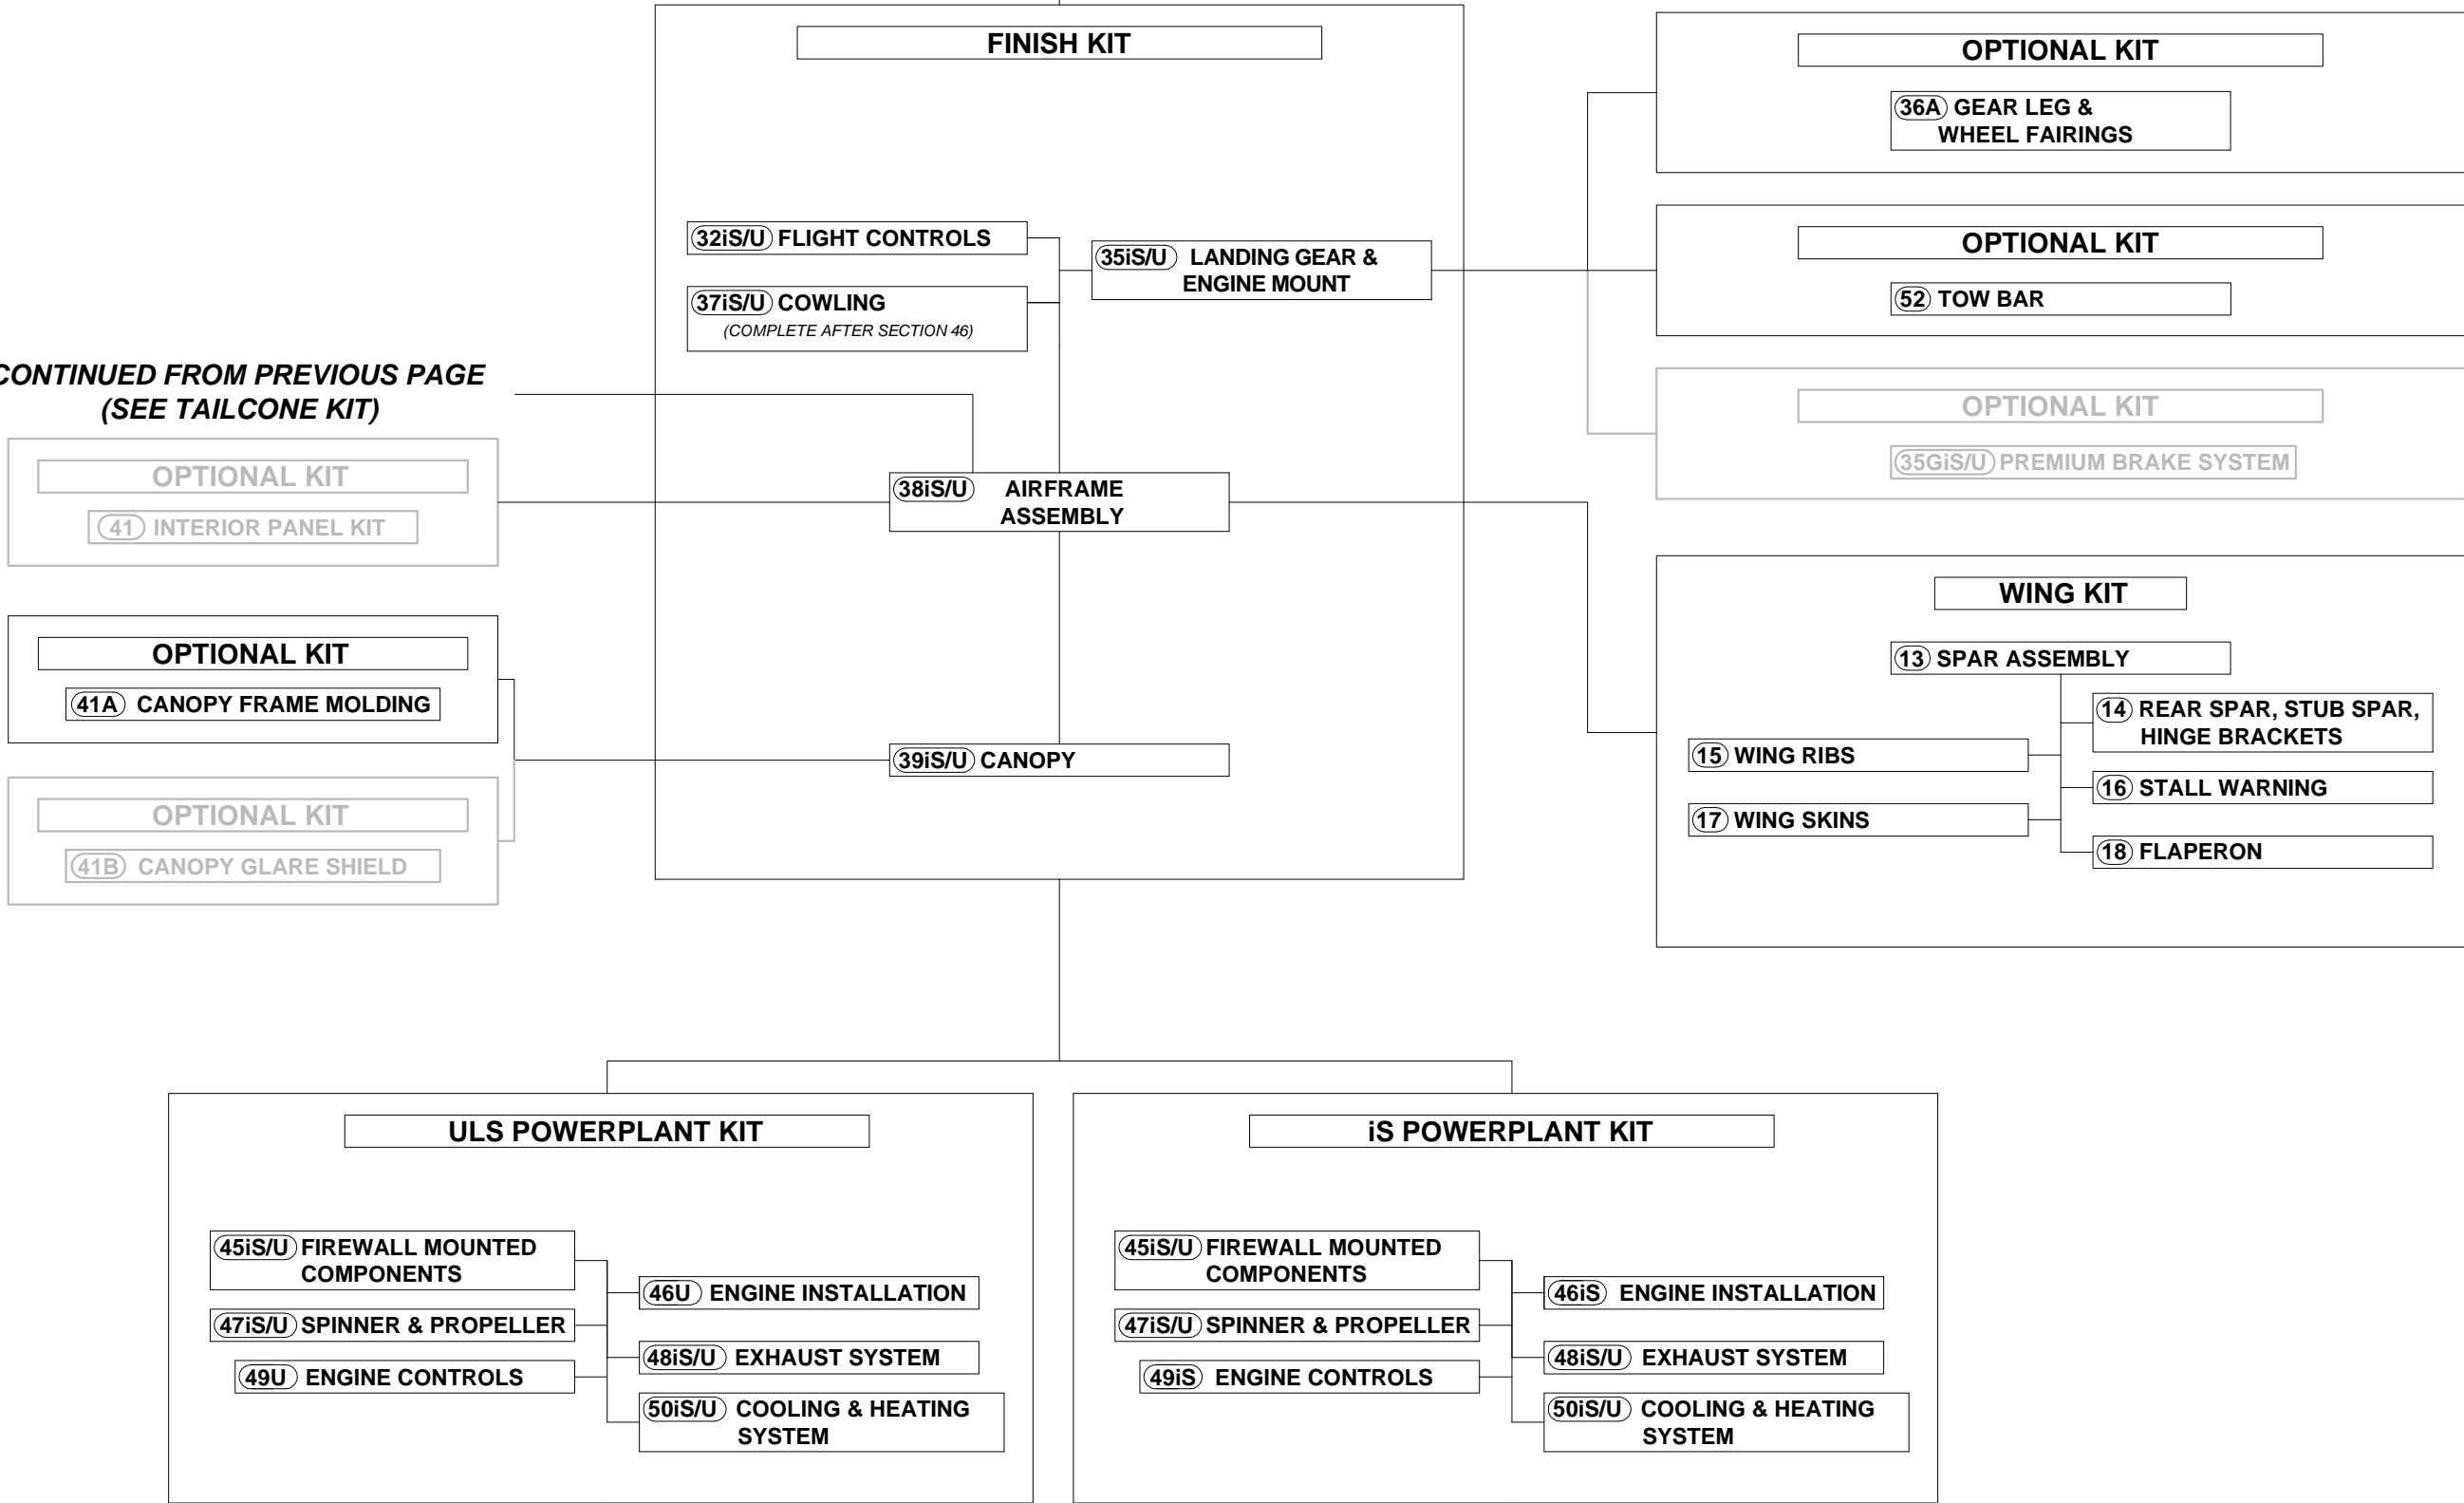 FINISH KIT
32iS/U FLIGHT CONTROLS
37iS/U COWLING
(COMPLETE AFTER SECTION 46)
35iS/U LANDING GEAR &
ENGINE MOUNT
38iS/U AIRFRAME
ASSEMBLY
39iS/U CANOPY
OPTIONAL KIT
36A GEAR LEG &
WHEEL FAIRINGS
OPTIONAL KIT
52 TOW BAR
OPTIONAL KIT
35GiS/U PREMIUM BRAKE SYSTEM
CONTINUED FROM PREVIOUS PAGE
(SEE TAILCONE KIT)
OPTIONAL KIT
41 INTERIOR PANEL KIT
OPTIONAL KIT
41A CANOPY FRAME MOLDING
OPTIONAL KIT
41B CANOPY GLARE SHIELD
WING KIT
13 SPAR ASSEMBLY
14 REAR SPAR, STUB SPAR,
HINGE BRACKETS
15 WING RIBS
16 STALL WARNING
17 WING SKINS
18 FLAPERON
ULS POWERPLANT KIT
45iS/U FIREWALL MOUNTED
COMPONENTS
46U ENGINE INSTALLATION
47iS/U SPINNER & PROPELLER
48iS/U EXHAUST SYSTEM
49U ENGINE CONTROLS
50iS/U COOLING & HEATING
SYSTEM
iS POWERPLANT KIT
45iS/U FIREWALL MOUNTED
COMPONENTS
46iS ENGINE INSTALLATION
47iS/U SPINNER & PROPELLER
48iS/U EXHAUST SYSTEM
49iS ENGINE CONTROLS
50iS/U COOLING & HEATING
SYSTEM